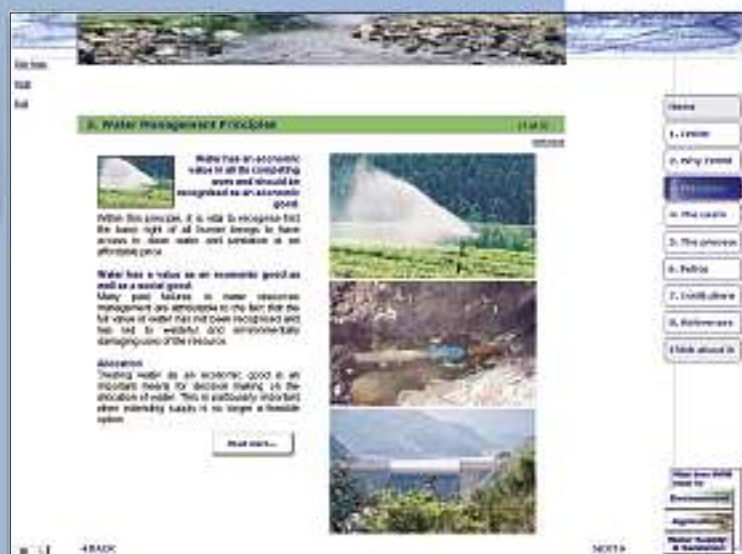 3. Water Management Principles
Water has an economic
value in all its competing
uses and should be
recognised as an economic
good.
Within this principle, it is vital to recognise first
the basic right of all human beings to have
access to clean water and sanitation at an
affordable price.
Water has a value as an economic good as
well as a social good.
Many past failures in water resources
management are attributable to the fact that the
full value of water has not been recognised and
has led to wasteful and environmentally
damaging uses of the resource.
Allocation
Treating water as an economic good is an
important means for decision making on the
allocation of water. This is particularly important
when extending supply is no longer a feasible
option.
Read more...
BACK
NEXT
Home
1. IWRM
2. Why IWRM
4. The users
5. The process
6. Policy
7. Institutions
8. References
Think about it
Environment
Agriculture
Water Supply
& Sanitation